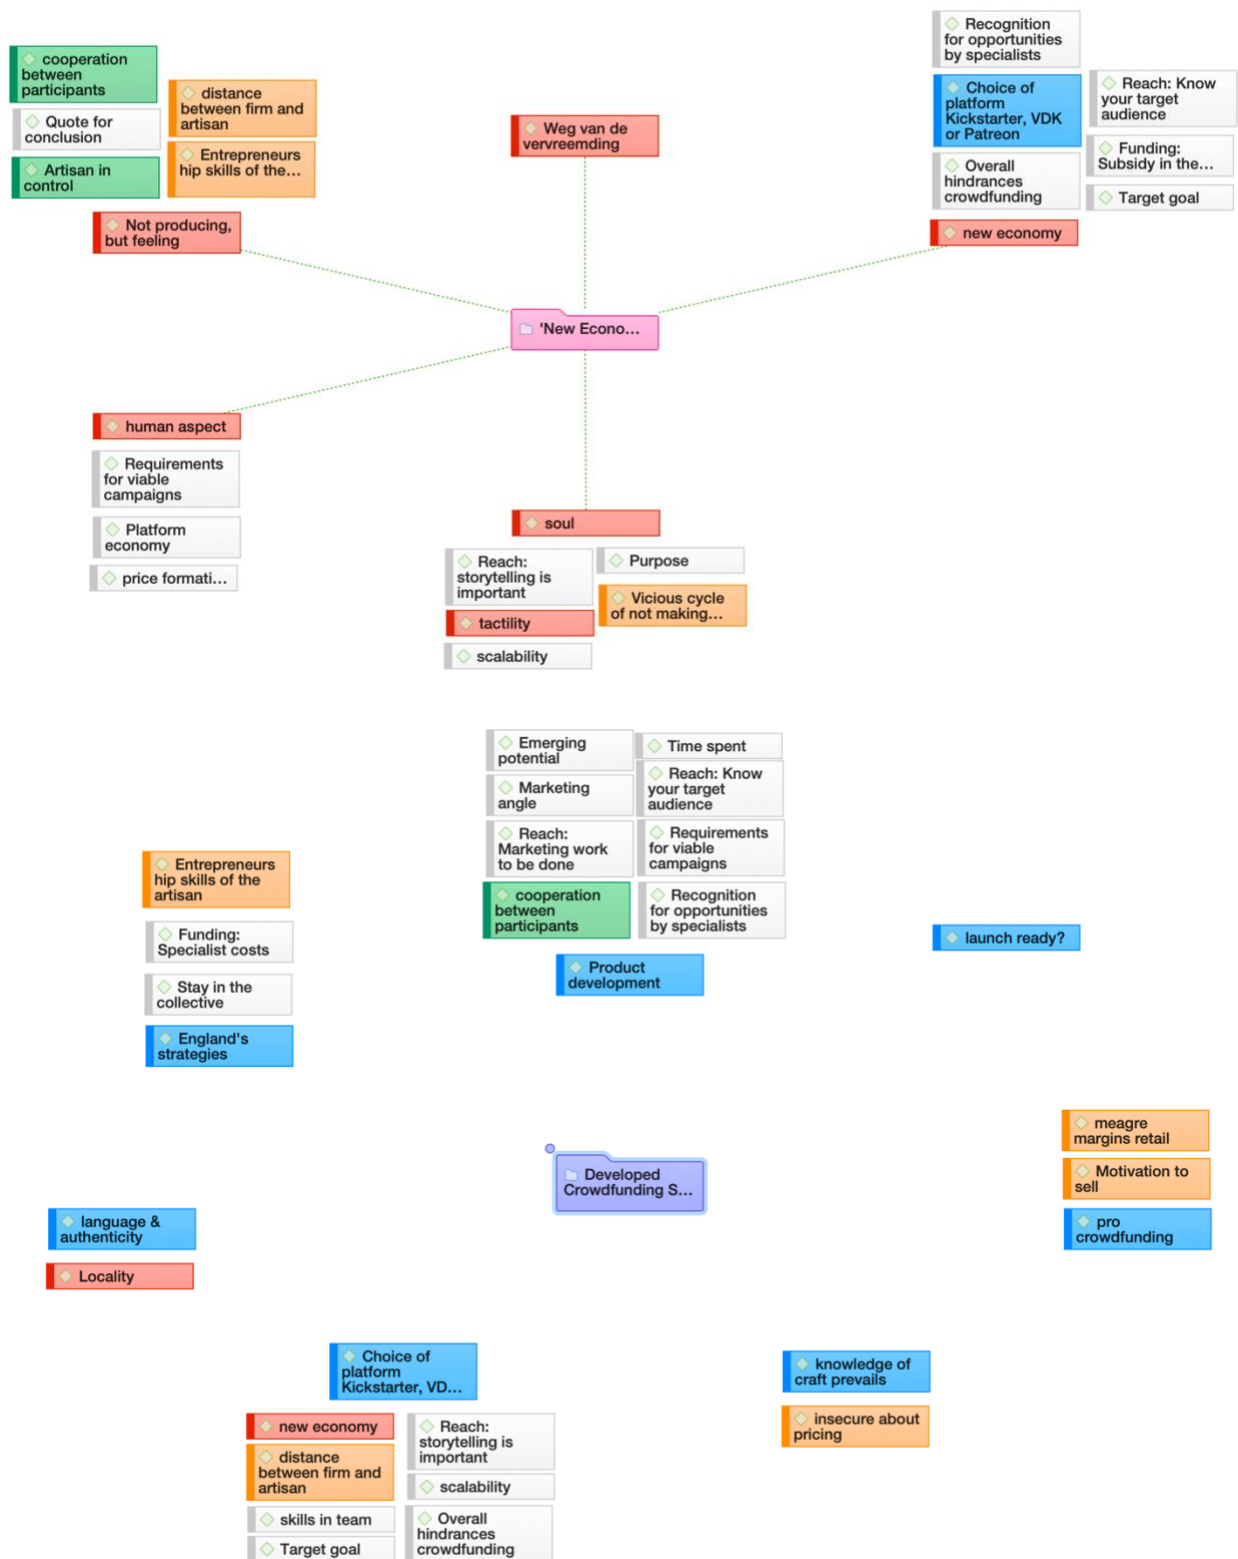 cooperation
between
participants
Quote for
conclusion
Artisan in
control
distance
between firm and
artisan
Entrepreneurs
hip skills of the...
Not producing,
but feeling
Weg van de
vervreemding
Recognition
for opportunities
by specialists
Choice of
platform
Kickstarter, VDK
or Patreon
Overall
hindrances
crowdfunding
Reach: Know
your target
audience
Funding:
Subsidy in the...
Target goal
new economy
'New Econo...
human aspect
Requirements
for viable
campaigns
Platform
economy
price formati...
soul
Reach:
storytelling is
important
tactility
scalability
Purpose
Vicious cycle
of not making...
Emerging
potential
Marketing
angle
Reach:
Marketing work
to be done
cooperation
between
participants
Time spent
Reach: Know
your target
audience
Requirements
for viable
campaigns
Recognition
for opportunities
by specialists
Product
development
Entrepreneurs
hip skills of the
artisan
Funding:
Specialist costs
Stay in the
collective
England's
strategies
launch ready?
meagre
margins retail
Motivation to
sell
pro
crowdfunding
Developed
Crowdfunding S...
language &
authenticity
Locality
Choice of
platform
Kickstarter, VD...
new economy
distance
between firm and
artisan
skills in team
Target goal
Reach:
storytelling is
important
scalability
Overall
hindrances
crowdfunding
knowledge of
craft prevails
insecure about
pricing